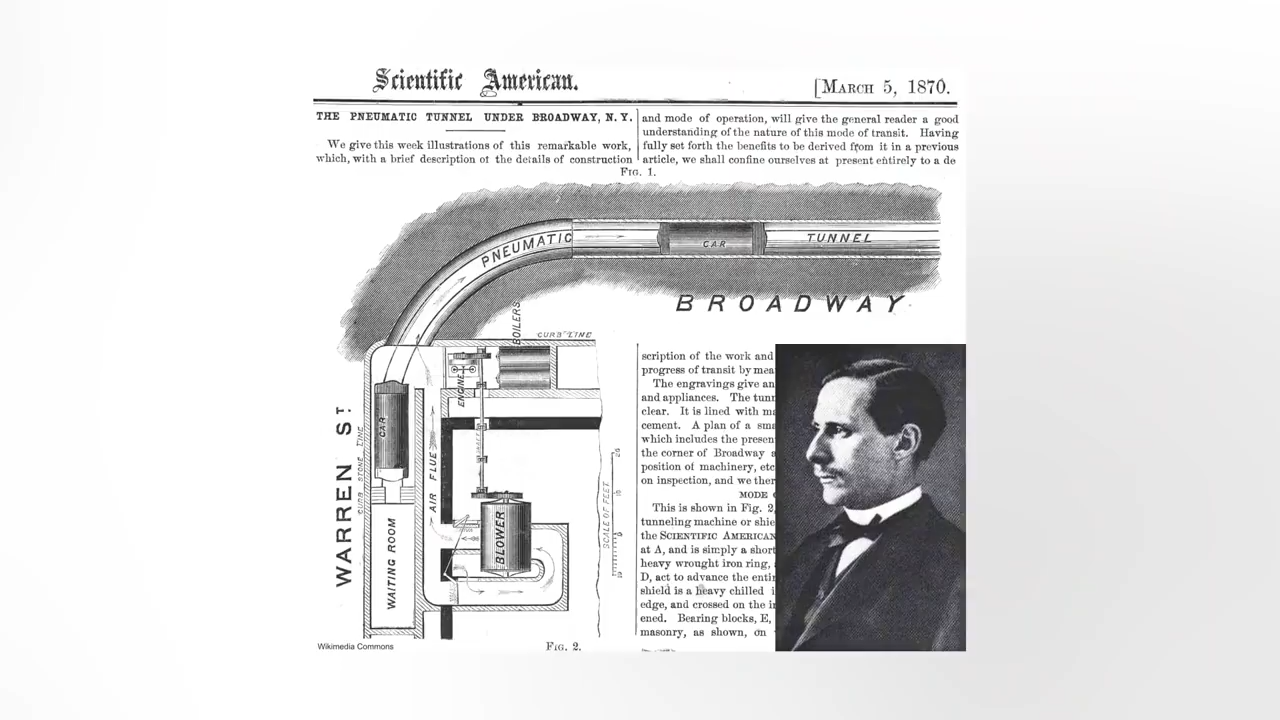 Scientific American.
[MARCH 5, 1870.
THE PNEUMATIC TUNNEL UNDER BROADWAY, N. Y.
We give this week illustrations of this remarkable work,
which, with a brief description of the details of construction
and mode of operation, will give the general reader a good
understanding of the nature of this mode of transit. Having
fully set forth the benefits to be derived from it in a previous
article, we shall confine ourselves at present entirely to a de
FIG. 1.
PNEUMATIC
CAR
TUNNEL
BROADWAY
BOILERS
CURB LINE
ENGINE
CAR
WARREN ST
CURB STONE LINE
AIR FLUE
BLOWER
WAITING ROOM
SCALE OF FEET
scription of the work and
progress of transit by mea
The engravings give an
and appliances. The tunn
clear. It is lined with ma
cement. A plan of a sma
which includes the presen
the corner of Broadway a
position of machinery, etc
on inspection, and we ther
MODE
This is shown in Fig. 2,
tunneling machine or shie
the SCIENTIFIC AMERICAN
at A, and is simply a short
heavy wrought iron ring,
D, act to advance the entir
shield is a heavy chilled i
edge, and crossed on the ir
ened. Bearing blocks, E,
masonry, as shown, on
Wikimedia Commons
FIG. 2.